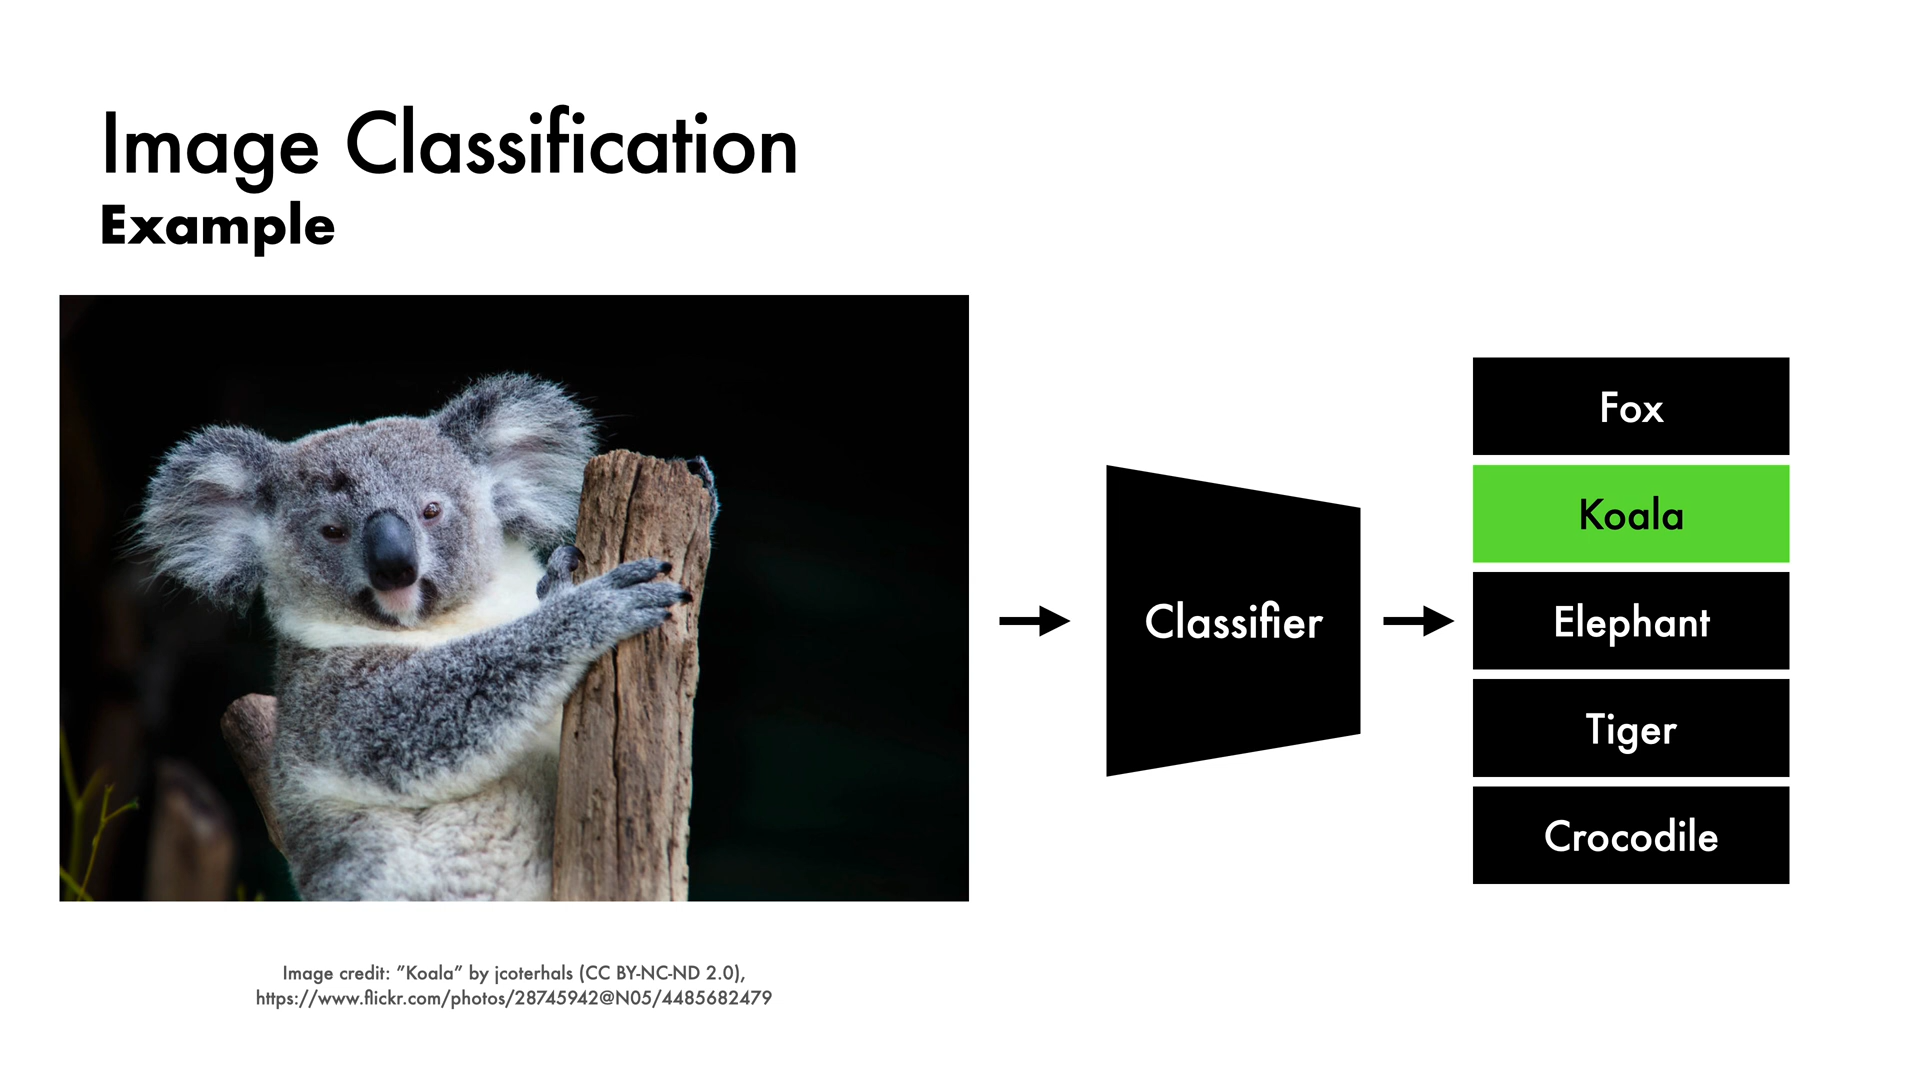 Image Classification
Example
Classifier
Fox
Koala
Elephant
Tiger
Crocodile
Image credit: ”Koala” by jcoterhals (CC BY-NC-ND 2.0),
https://www.flickr.com/photos/28745942@N05/4485682479